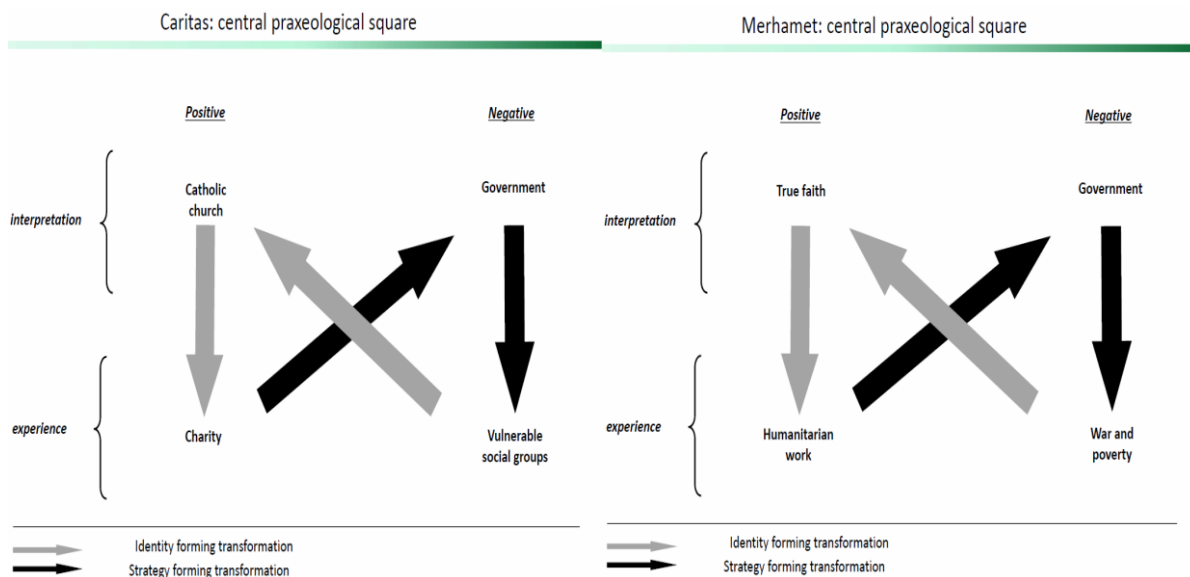 Caritas: central praxeological square
Positive
Negative
interpretation
Catholic
church
Government
experience
Charity
Vulnerable
social groups
Identity forming transformation
Strategy forming transformation
Merhamet: central praxeological square
Positive
Negative
interpretation
True faith
Government
experience
Humanitarian
work
War and
poverty
Identity forming transformation
Strategy forming transformation